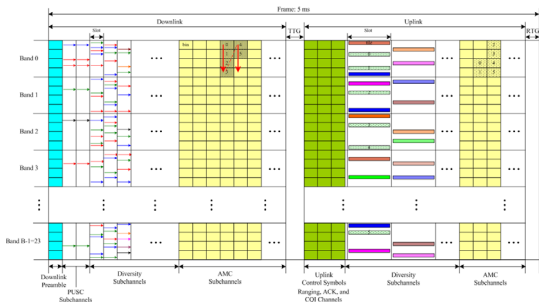 Frame: 5 ms
Downlink
Uplink
TTG
RTG
Slot
Slot
Band 0
Band 1
Band 2
Band 3
Band B-1=23
Downlink
Preamble
PUSC
Subchannels
Diversity
Subchannels
AMC
Subchannels
Uplink
Control Symbols
Ranging, ACK, and
CQI Channels
Diversity
Subchannels
AMC
Subchannels